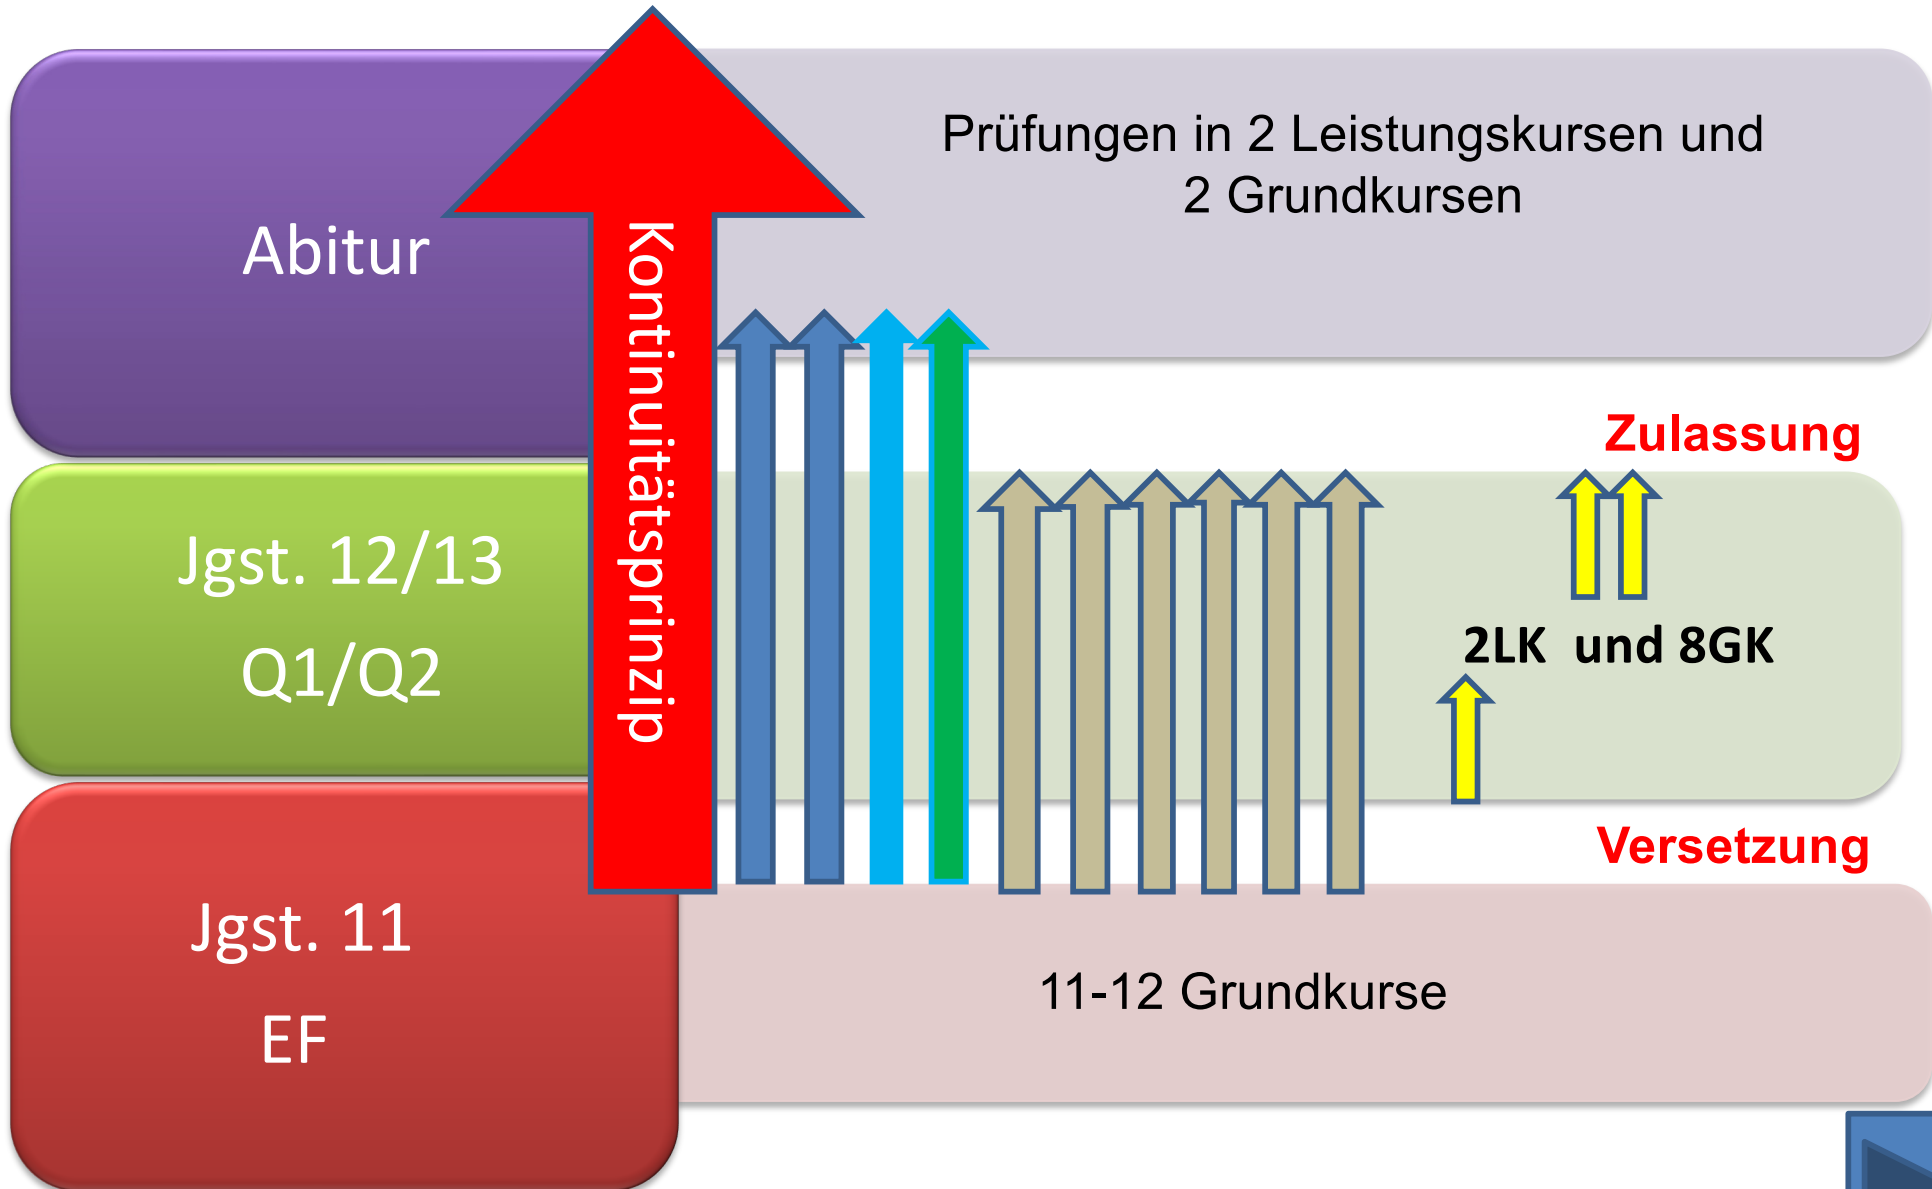 Abitur
Prüfungen in 2 Leistungskursen und
2 Grundkursen
Kontinuitätsprinzip
Zulassung
Jgst. 12/13
Q1/Q2
2LK  und 8GK
Versetzung
Jgst. 11
EF
11-12 Grundkurse